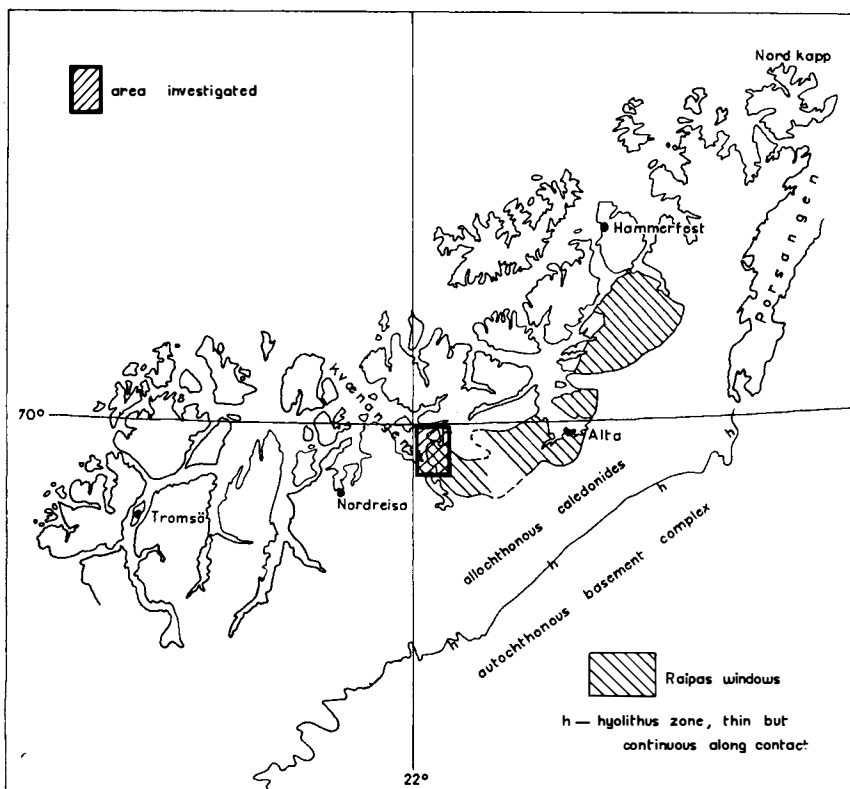 Nord kapp
area investigated
Porsangen
Hammerfest
kvænangen
70°
Alta
Nordreisa
Tromsö
allochthonous caledonides
h
h
h
h
autochthonous basement complex
Raipas windows
h — hyolithus zone, thin but
continuous along contact
22°